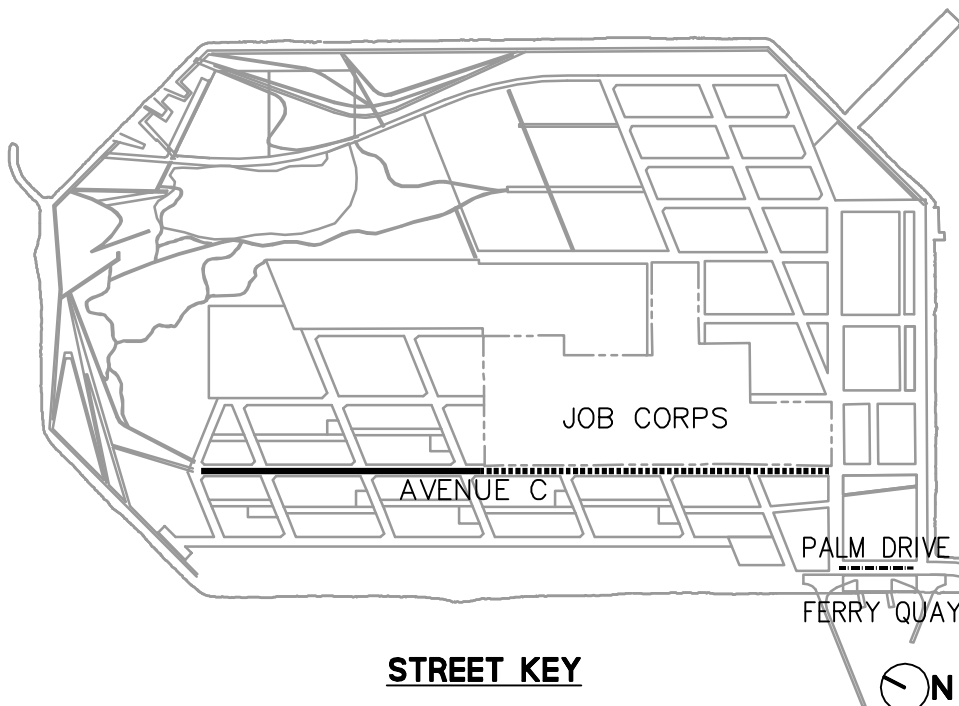 JOB CORPS
AVENUE C
PALM DRIVE
FERRY QUAY
STREET KEY
N